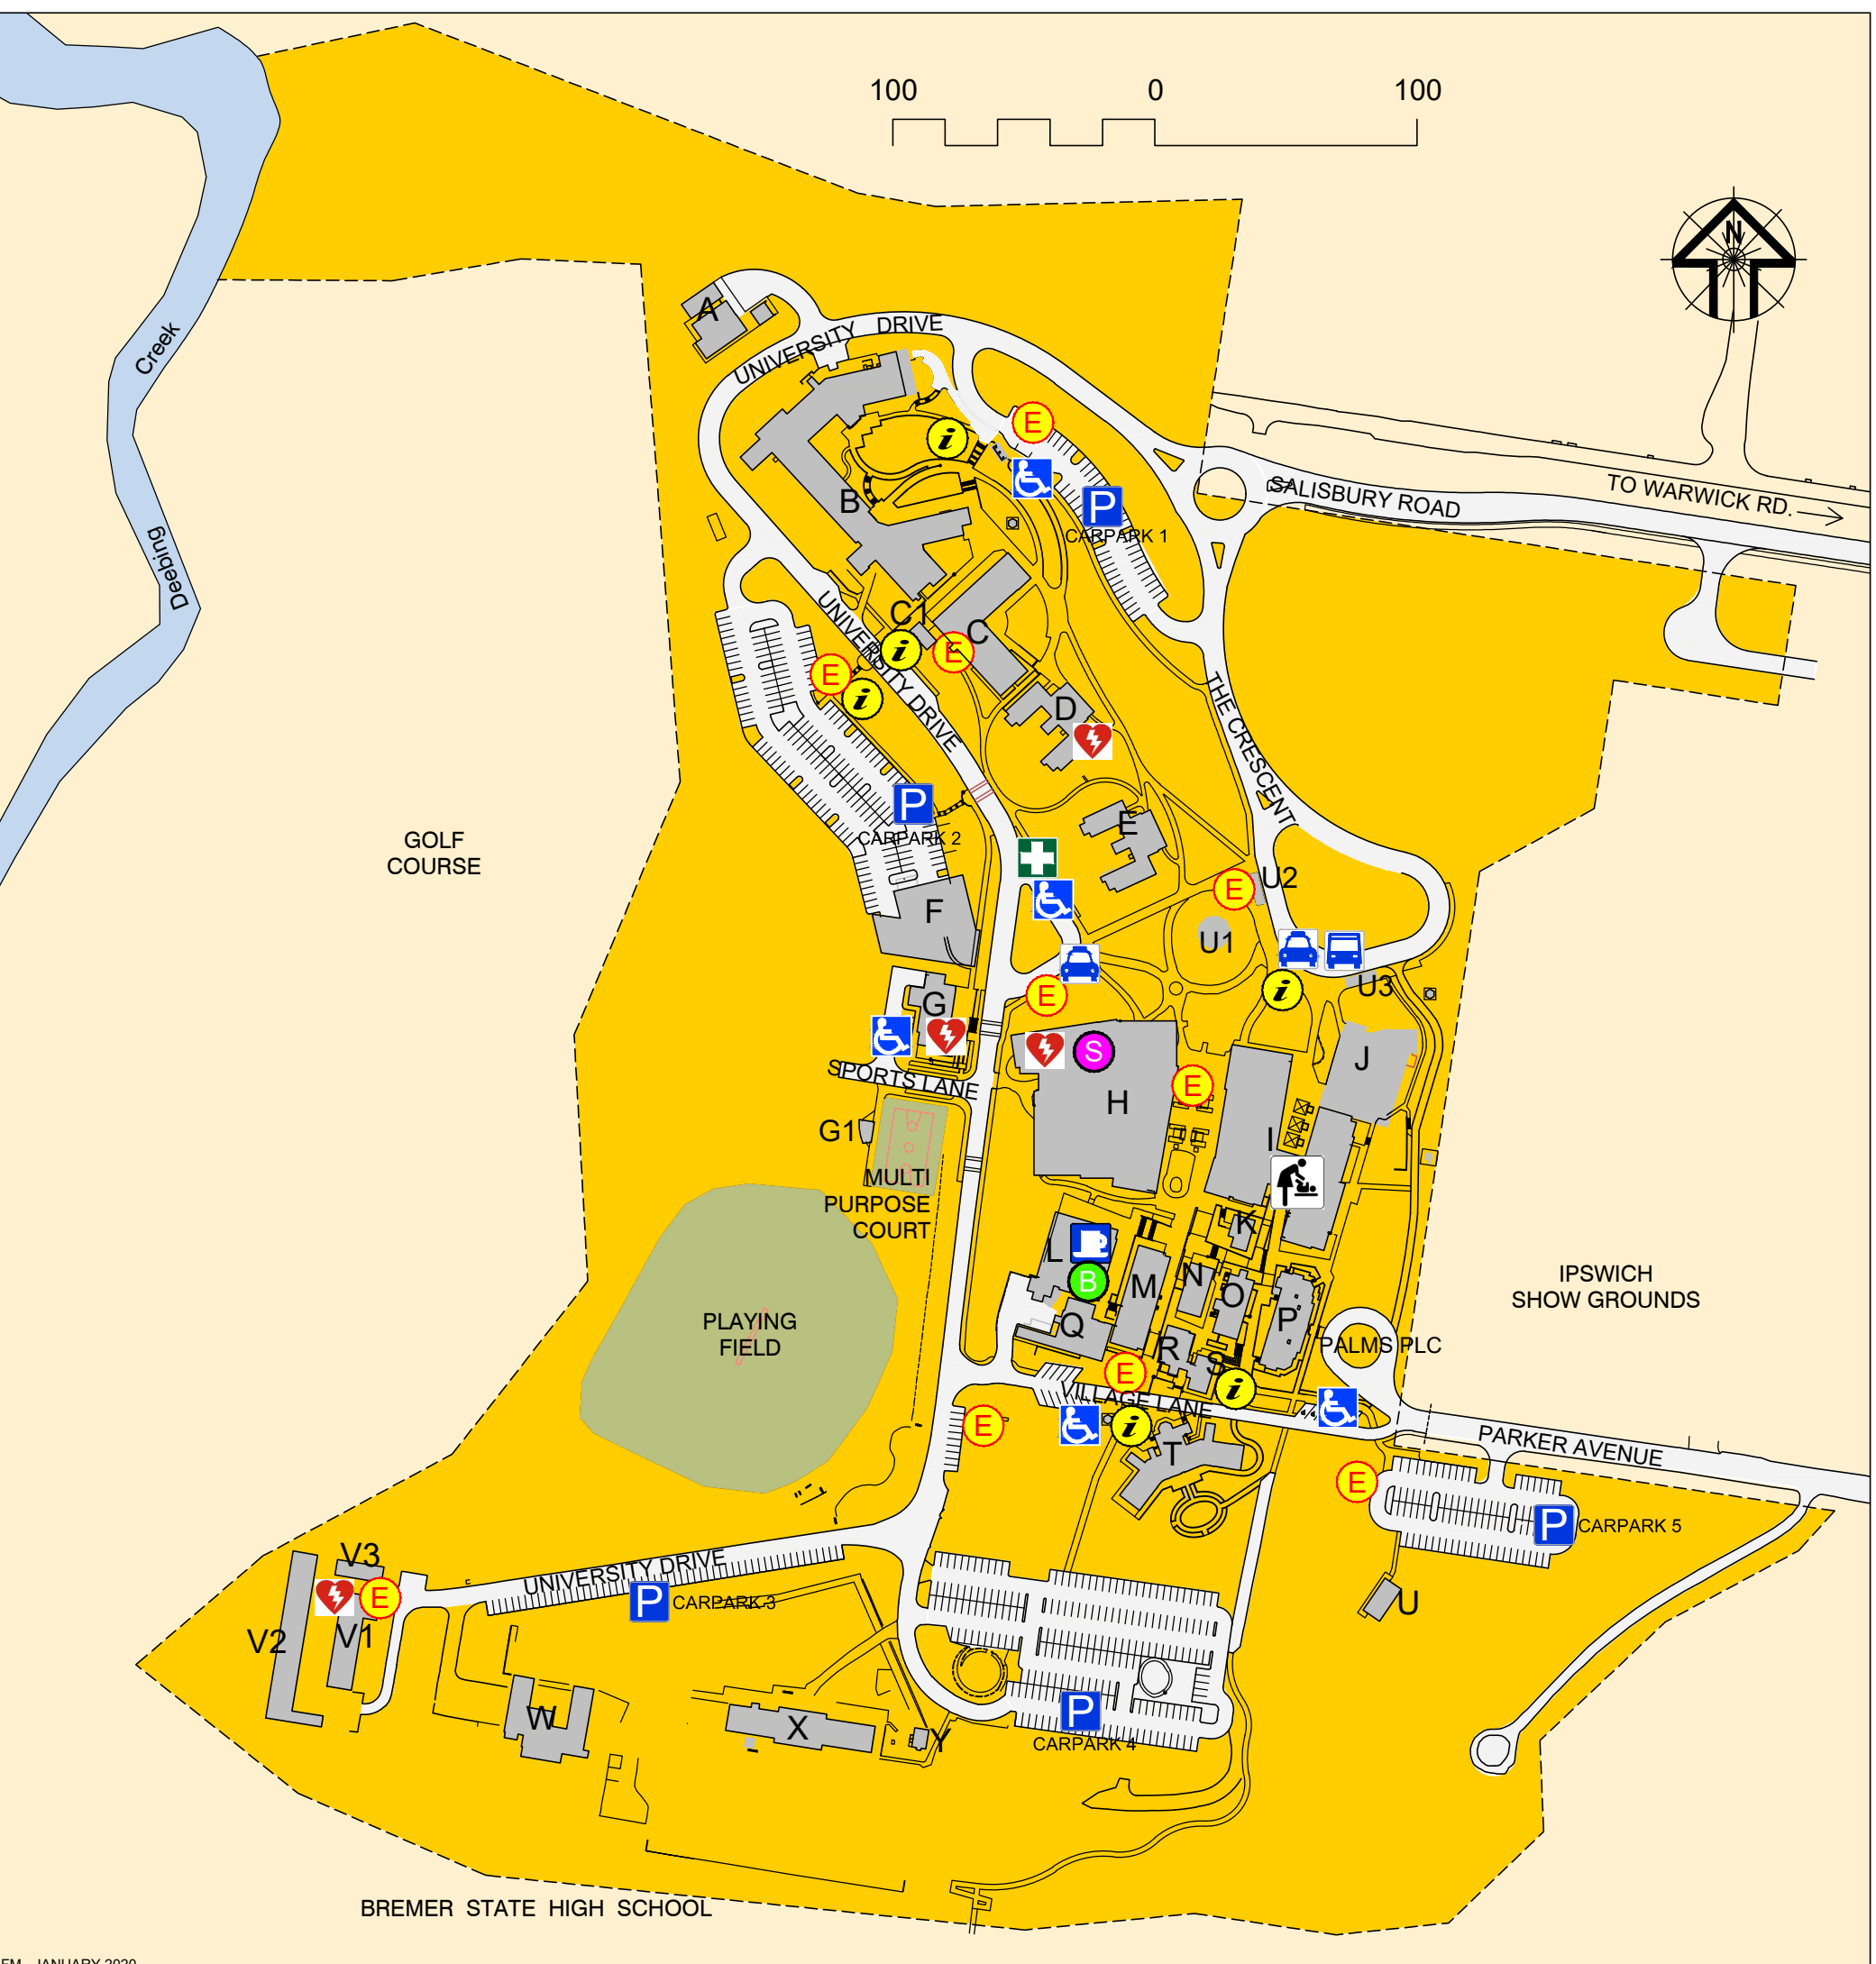 100 0 100
N
A
UNIVERSITY DRIVE
E
i
P
B
CARPARK 1
SALISBURY ROAD
TO WARWICK RD.
Deebing Creek
C1
C
i
E
E
i
UNIVERSITY DRIVE
D
THE CRESCENT
P
CARPARK 2
E
GOLF
COURSE
F
E
U2
U1
U3
i
E
G
S
H
E
I
J
SPORTS LANE
G1
MULTI
PURPOSE
COURT
K
L
B
M
N
O
P
Q
R
S
PLAYING
FIELD
IPSWICH
SHOW GROUNDS
PALMS PLC
E
i
VILLAGE LANE
E
i
T
PARKER AVENUE
E
P
CARPARK 5
U
V3
E
V2
V1
UNIVERSITY DRIVE
P
CARPARK 3
W
X
Y
P
CARPARK 4
BREMER STATE HIGH SCHOOL